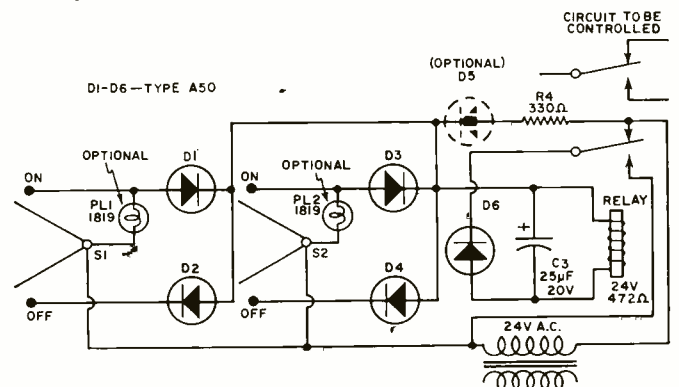 CIRCUIT TO BE
CONTROLLED
(OPTIONAL)
D5
D1-D6—TYPE A50
R4
330Ω
OPTIONAL
D1
OPTIONAL
D3
ON
ON
PL1
1819
PL2
1819
D6
RELAY
S1
S2
+
C3
25µF
20V
24V
472Ω
D2
D4
OFF
OFF
24V A.C.